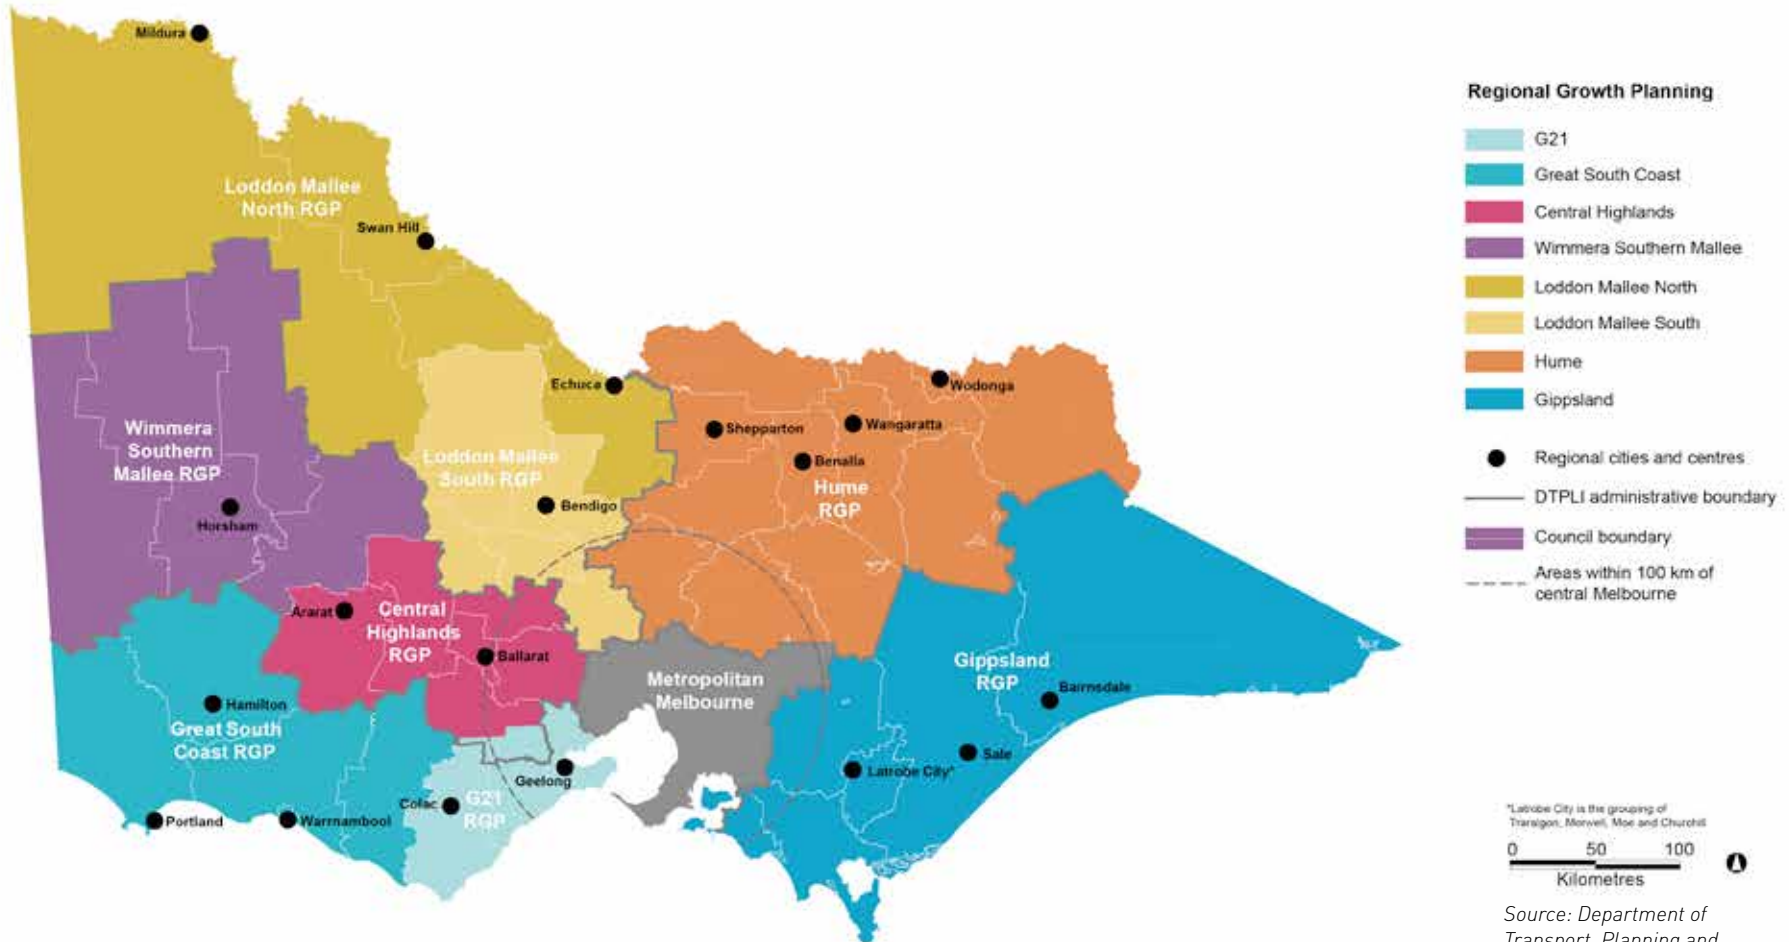 Mildura
Loddon Mallee
North RGP
Swan Hill
Echuca
Wodonga
Shepparton
Wangaratta
Benalla
Hume
RGP
Wimmera
Southern
Mallee RGP
Loddon Mallee
South RGP
Bendigo
Horsham
Ararat
Central
Highlands
RGP
Ballarat
Metropolitan
Melbourne
Gippsland
RGP
Bairnsdale
Hamilton
Great South
Coast RGP
Sale
Geelong
Latrobe City*
Colac
G21
RGP
Portland
Warrnambool
Regional Growth Planning
G21
Great South Coast
Central Highlands
Wimmera Southern Mallee
Loddon Mallee North
Loddon Mallee South
Hume
Gippsland
Regional cities and centres
DTPLI administrative boundary
Council boundary
Areas within 100 km of
central Melbourne
*Latrobe City is the grouping of
Traralgon, Morwell, Moe and Churchill
0 50 100
Kilometres
Source: Department of
Transport, Planning and